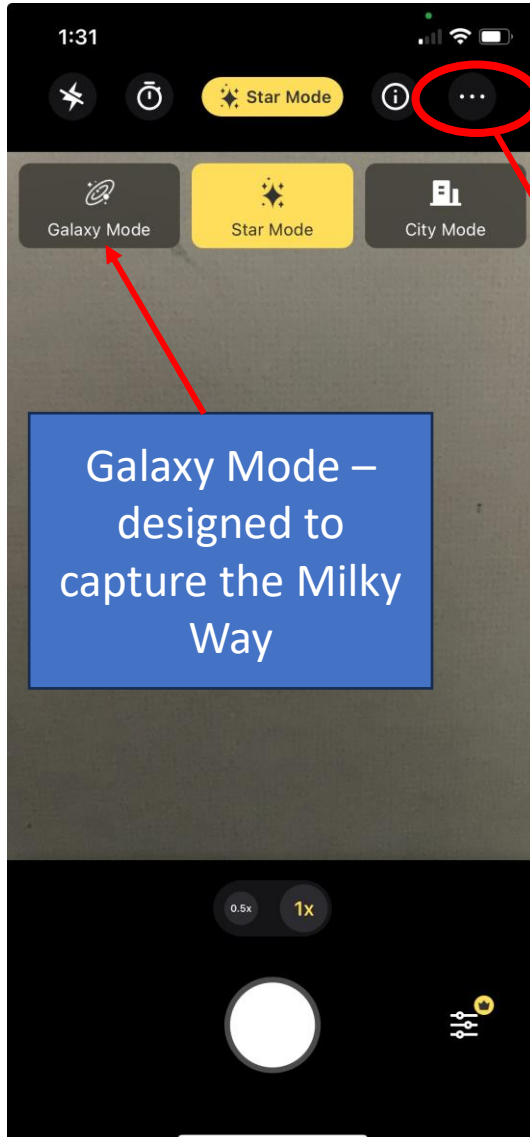 1:31
Star Mode
Galaxy Mode
Star Mode
City Mode
Galaxy Mode –
designed to
capture the Milky
Way
0.5x
1x